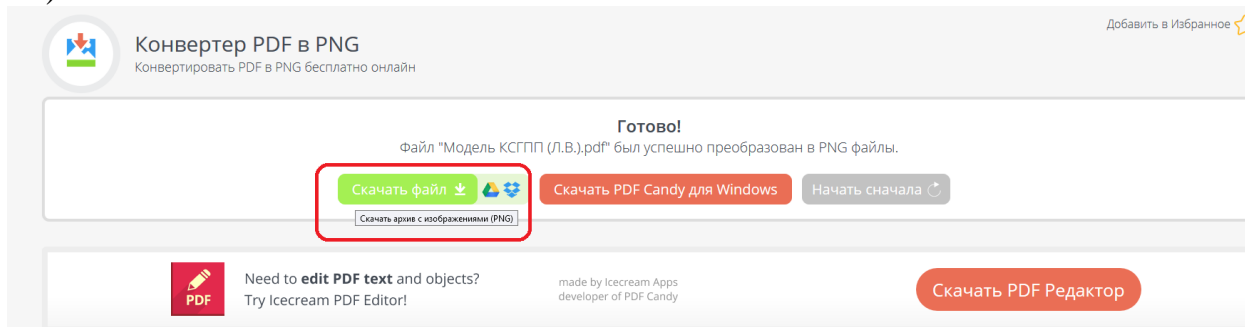 Добавить в Избранное
Конвертер PDF в PNG
Конвертировать PDF в PNG бесплатно онлайн
Готово!
Файл "Модель КСГПП (Л.В.).pdf" был успешно преобразован в PNG файлы.
Скачать файл
Скачать PDF Candy для Windows
Начать сначала
Скачать архив с изображениями (PNG)
PDF
Need to edit PDF text and objects?
Try Icecream PDF Editor!
made by Icecream Apps
developer of PDF Candy
Скачать PDF Редактор